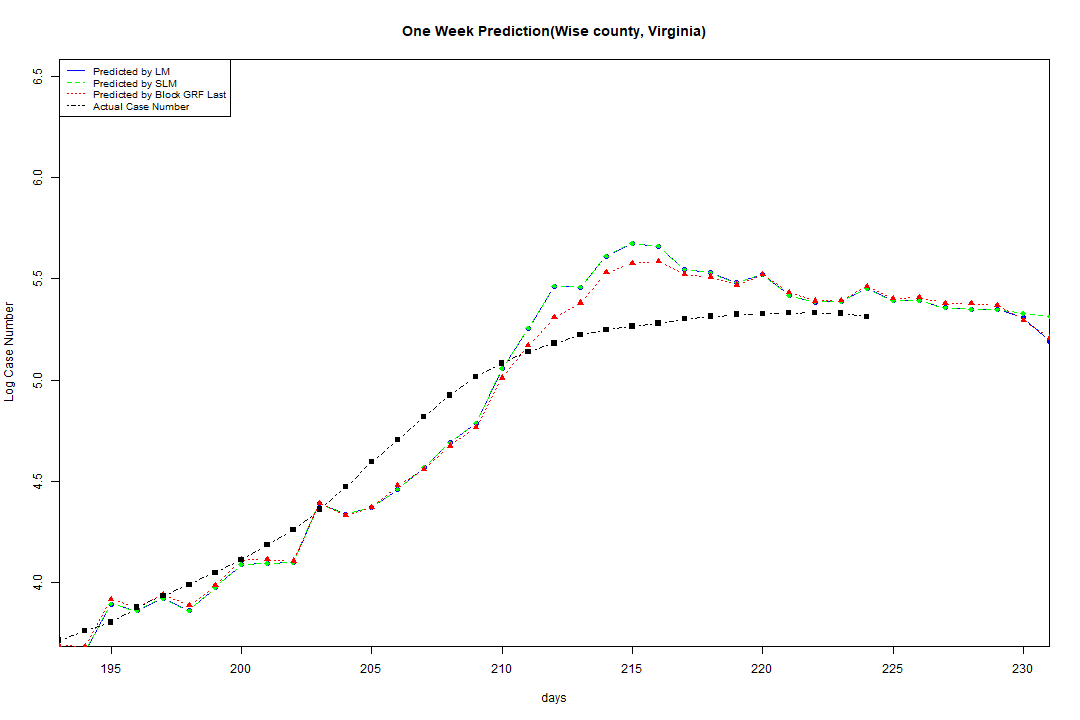 One Week Prediction(Wise county, Virginia)
Predicted by LM
Predicted by SLM
Predicted by Block GRF Last
Actual Case Number
6.5
6.0
5.5
5.0
4.5
4.0
Log Case Number
195 200 205 210 215 220 225 230
days